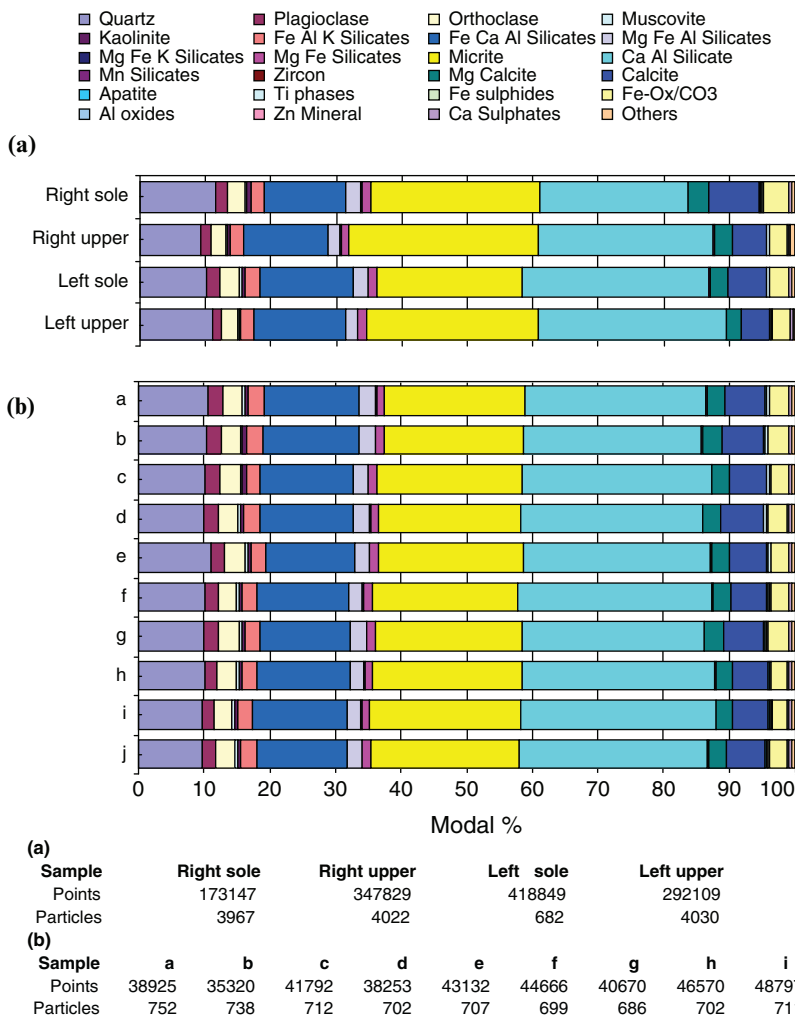 Quartz Plagioclase Orthoclase Muscovite
Kaolinite Fe Al K Silicates Fe Ca Al Silicates Mg Fe Al Silicates
Mg Fe K Silicates Mg Fe Silicates Micrite Ca Al Silicate
Mn Silicates Zircon Mg Calcite Calcite
Apatite Ti phases Fe sulphides Fe-Ox/CO3
Al oxides Zn Mineral Ca Sulphates Others
(a)
Right sole
Right upper
Left sole
Left upper
(b)
a
b
c
d
e
f
g
h
i
j
0 10 20 30 40 50 60 70 80 90 100
Modal %
(a)
Sample Right sole Right upper Left sole Left upper
Points 173147 347829 418849 292109
Particles 3967 4022 682 4030
(b)
Sample a b c d e f g h i
Points 38925 35320 41792 38253 43132 44666 40670 46570
Particles 752 738 712 702 707 699 686 702